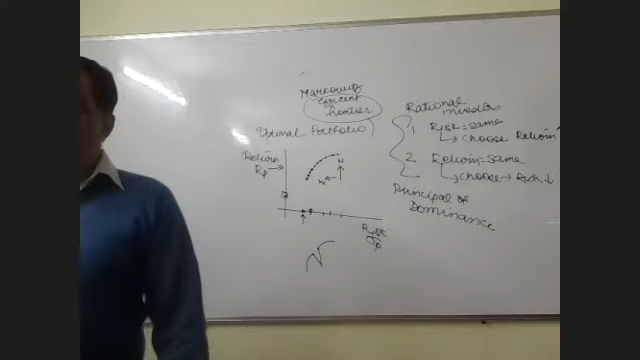 Markowitz
efficient
frontier
Optimal Portfolio
Return
Rp
N
W
Risk
σp
Rational
investors
1. Risk = same
choose Return ↑
2. Return = same
choose → Risk ↓
Principal of
Dominance